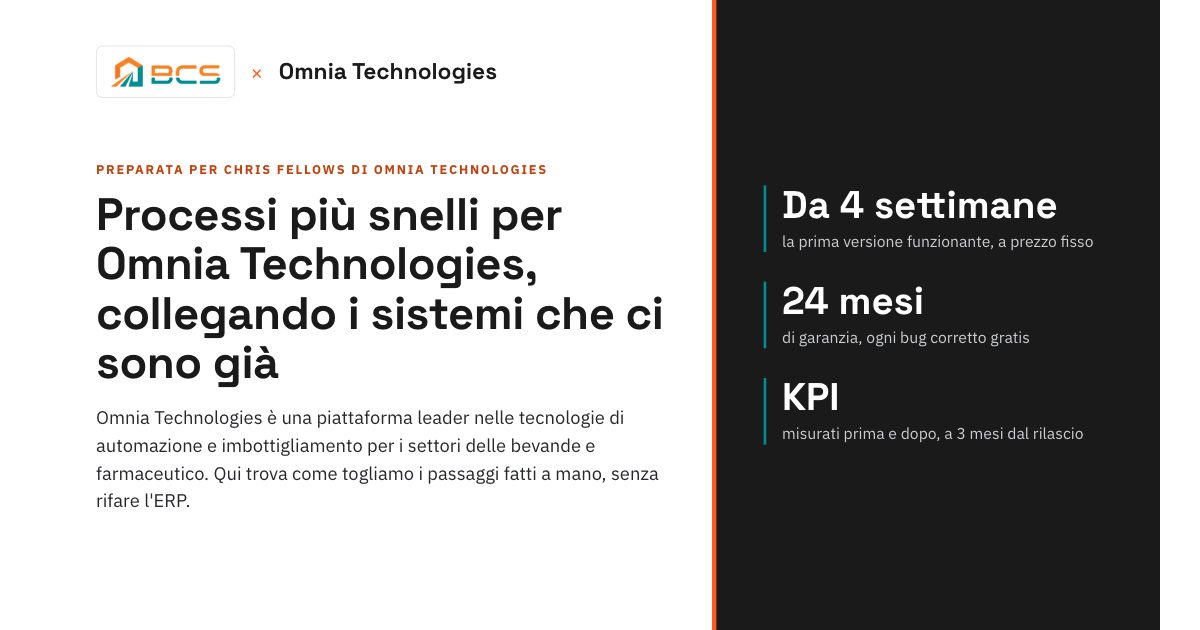 BCS × Omnia Technologies
PREPARATA PER CHRIS FELLOWS DI OMNIA TECHNOLOGIES
Processi più snelli per
Omnia Technologies,
collegando i sistemi che ci
sono già
Omnia Technologies è una piattaforma leader nelle tecnologie di
automazione e imbottigliamento per i settori delle bevande e
farmaceutico. Qui trova come togliamo i passaggi fatti a mano, senza
rifare l'ERP.
Da 4 settimane
la prima versione funzionante, a prezzo fisso
24 mesi
di garanzia, ogni bug corretto gratis
KPI
misurati prima e dopo, a 3 mesi dal rilascio